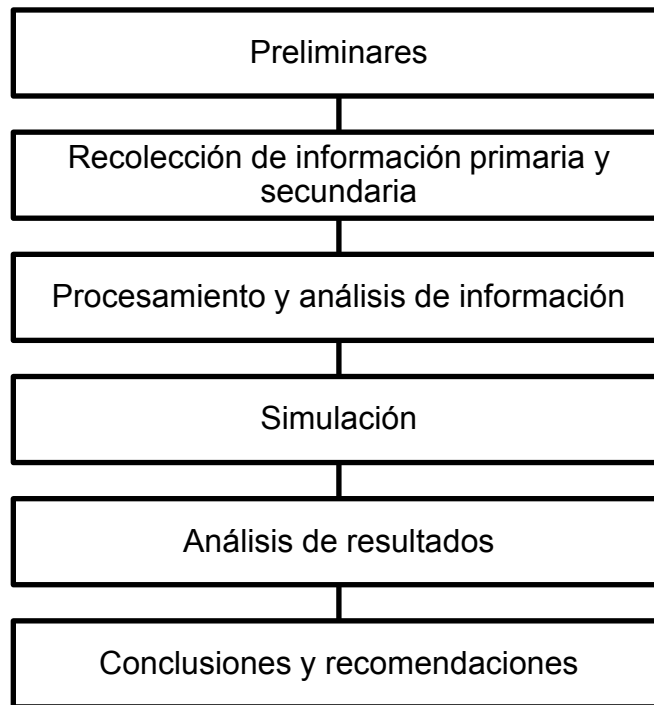 Preliminares
Recolección de información primaria y
secundaria
Procesamiento y análisis de información
Simulación
Análisis de resultados
Conclusiones y recomendaciones